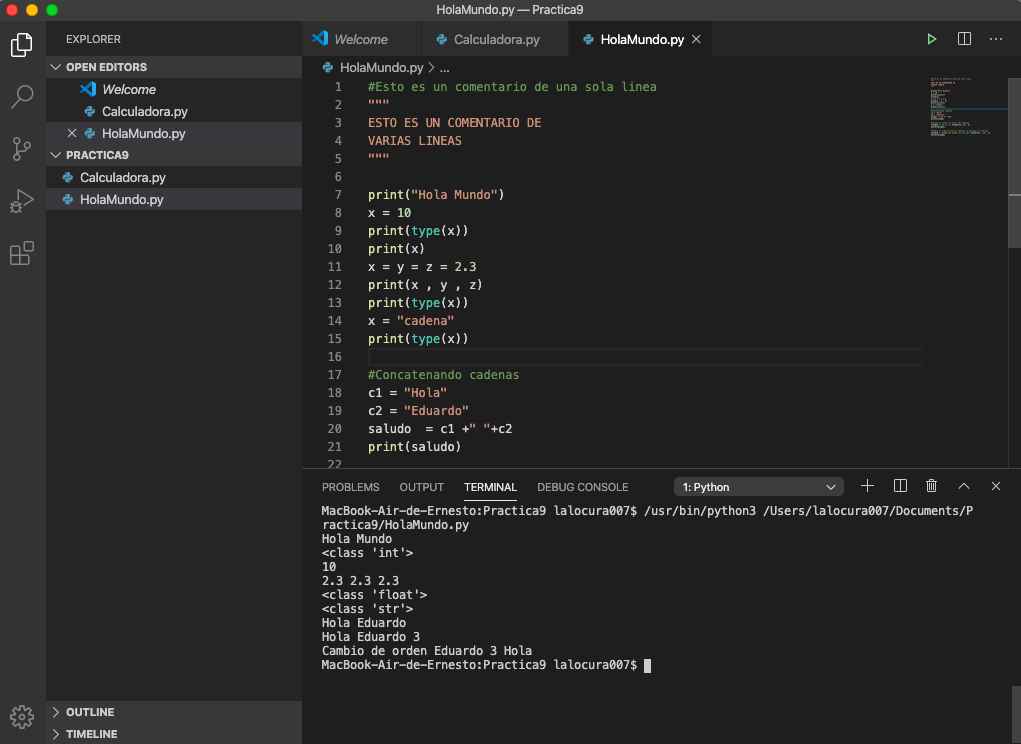 HolaMundo.py — Practica9
EXPLORER
OPEN EDITORS
Welcome
Calculadora.py
HolaMundo.py
PRACTICA9
Calculadora.py
HolaMundo.py
OUTLINE
TIMELINE
Welcome
Calculadora.py
HolaMundo.py
HolaMundo.py > ...
1 #Esto es un comentario de una sola linea
2 """
3 ESTO ES UN COMENTARIO DE
4 VARIAS LINEAS
5 """
6
7 print("Hola Mundo")
8 x = 10
9 print(type(x))
10 print(x)
11 x = y = z = 2.3
12 print(x , y , z)
13 print(type(x))
14 x = "cadena"
15 print(type(x))
16
17 #Concatenando cadenas
18 c1 = "Hola"
19 c2 = "Eduardo"
20 saludo  = c1 +" "+c2
21 print(saludo)
22
PROBLEMS OUTPUT TERMINAL DEBUG CONSOLE 1: Python
MacBook-Air-de-Ernesto:Practica9 lalocura007$ /usr/bin/python3 /Users/lalocura007/Documents/P
ractica9/HolaMundo.py
Hola Mundo
<class 'int'>
10
2.3 2.3 2.3
<class 'float'>
<class 'str'>
Hola Eduardo
Hola Eduardo 3
Cambio de orden Eduardo 3 Hola
MacBook-Air-de-Ernesto:Practica9 lalocura007$